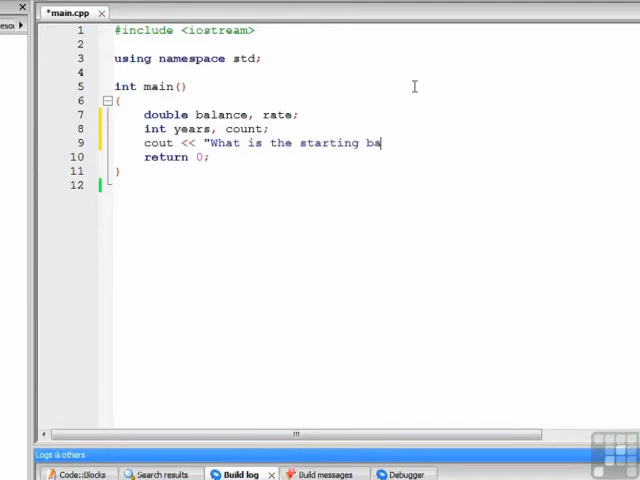 *main.cpp
esou
1 #include <iostream>
2
3 using namespace std;
4
5 int main()
6 {
7 double balance, rate;
8 int years, count;
9 cout << "What is the starting ba
10 return 0;
11 }
12
Logs & others
Code::Blocks
Search results
Build log
Build messages
Debugger